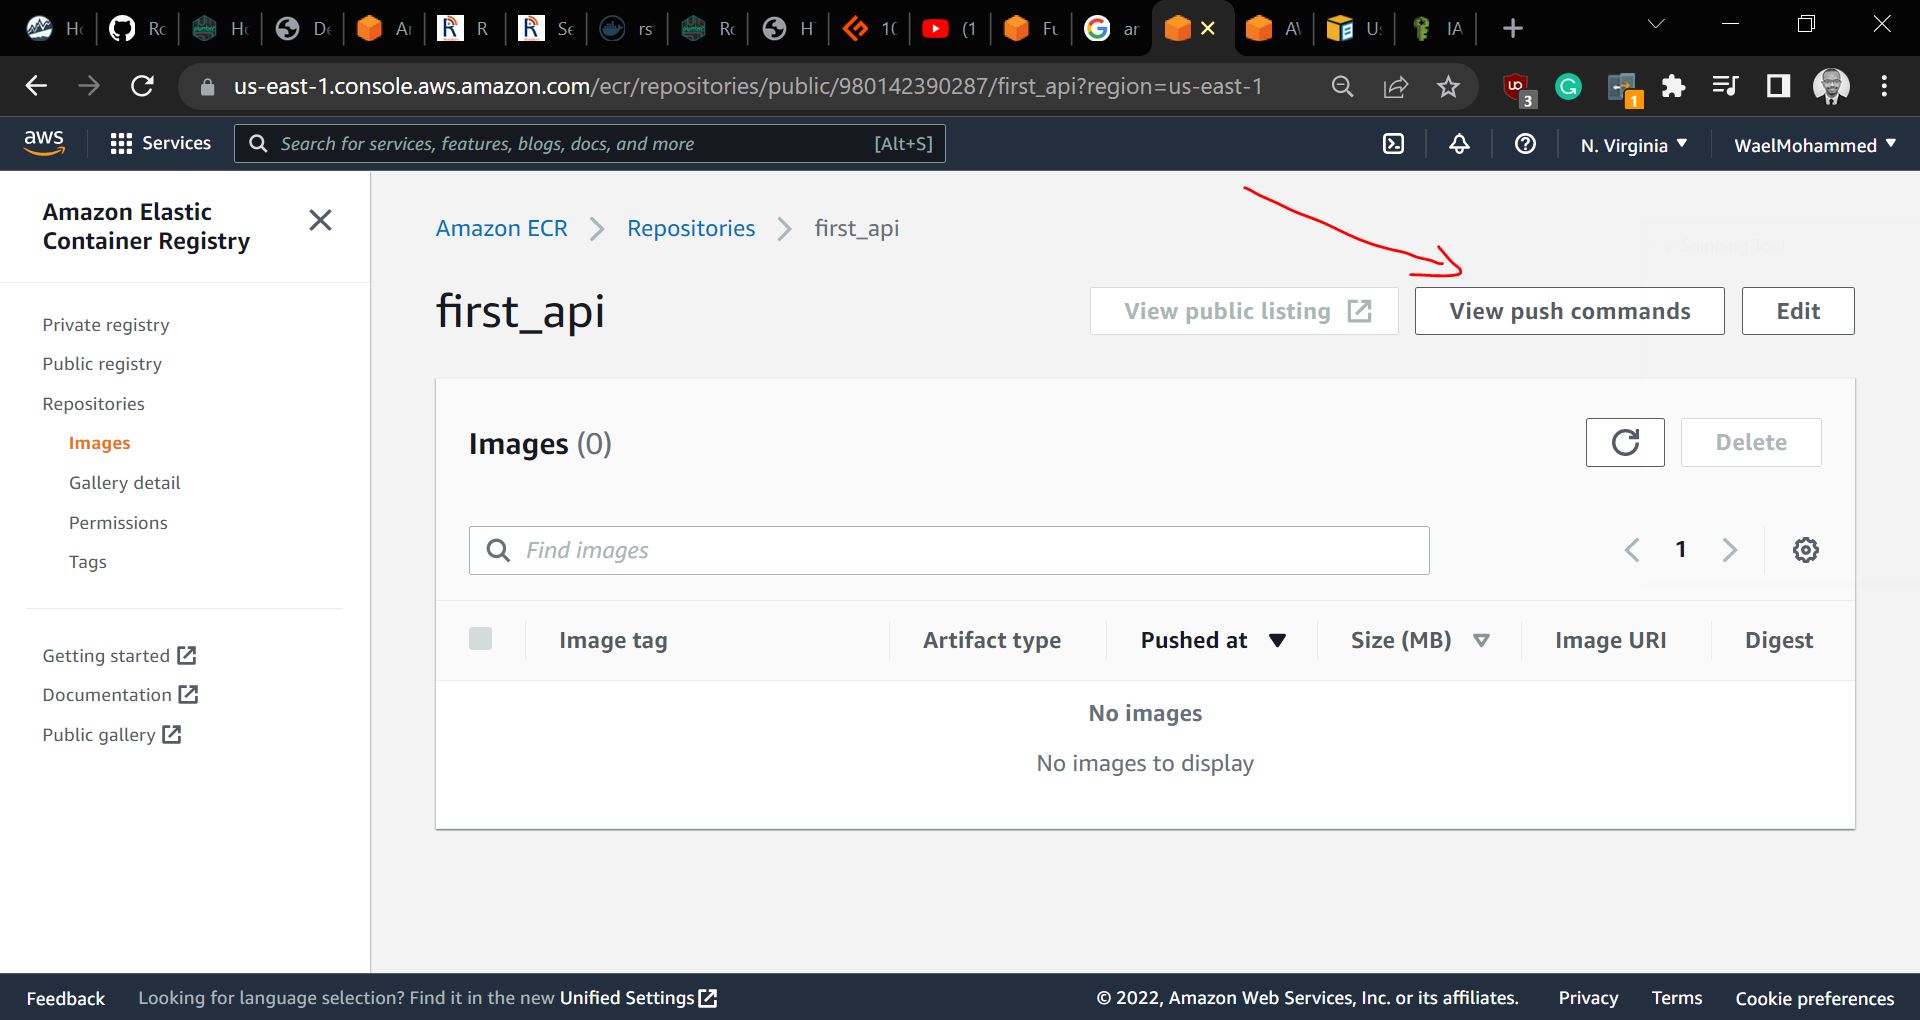 Hc
Rc
Hc
De
Ar
R
Se
rs
Rc
H
10
(1
Fu
ar
A\
U:
IA
us-east-1.console.aws.amazon.com/ecr/repositories/public/980142390287/first_api?region=us-east-1
3
1
aws
Services
Search for services, features, blogs, docs, and more
[Alt+S]
N. Virginia
WaelMohammed
Amazon Elastic
Container Registry
Private registry
Public registry
Repositories
Images
Gallery detail
Permissions
Tags
Getting started
Documentation
Public gallery
Amazon ECR
Repositories
first_api
first_api
View public listing
View push commands
Edit
Images (0)
Delete
Find images
1
Image tag
Artifact type
Pushed at
Size (MB)
Image URI
Digest
No images
No images to display
Feedback
Looking for language selection? Find it in the new Unified Settings
© 2022, Amazon Web Services, Inc. or its affiliates.
Privacy
Terms
Cookie preferences